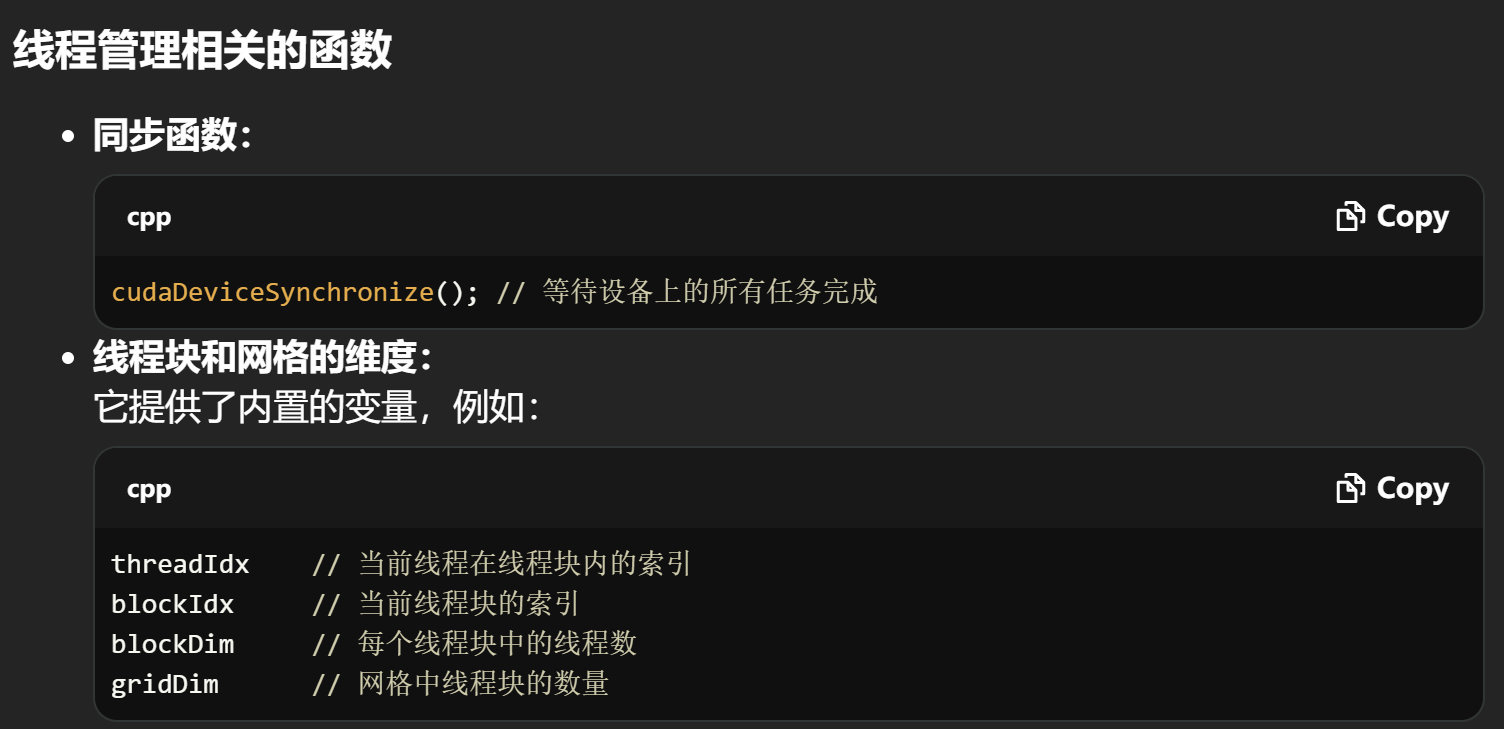 线程管理相关的函数
• 同步函数：
cpp
Copy
cudaDeviceSynchronize(); // 等待设备上的所有任务完成
• 线程块和网格的维度：
它提供了内置的变量，例如：
cpp
Copy
threadIdx    // 当前线程在线程块内的索引
blockIdx     // 当前线程块的索引
blockDim     // 每个线程块中的线程数
gridDim      // 网格中线程块的数量